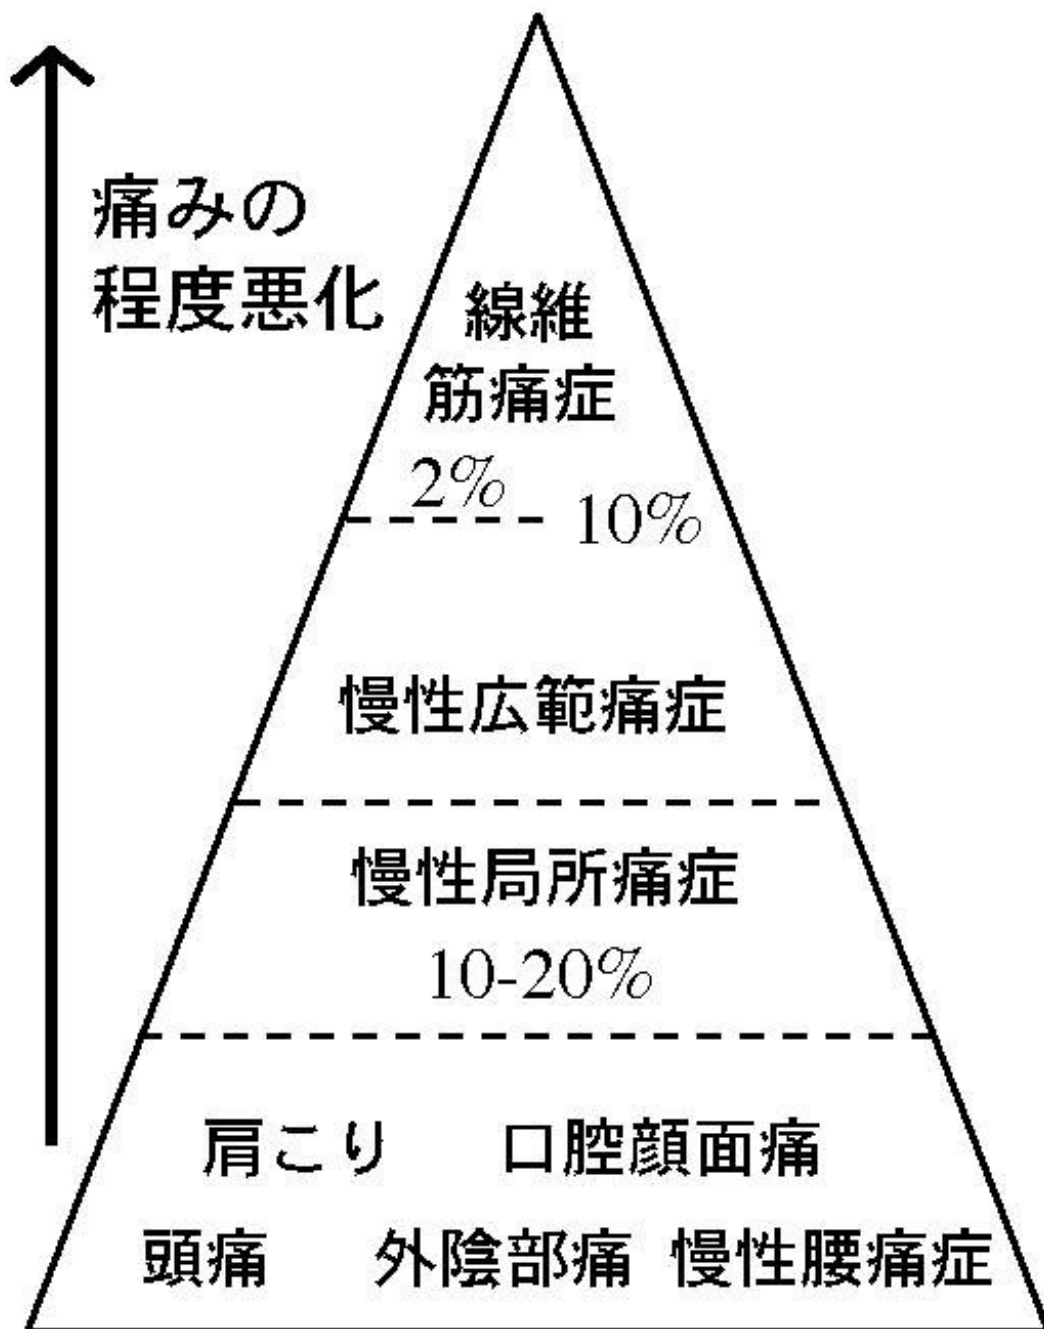 痛みの
程度悪化
線維
筋痛症
2%
10%
慢性広範痛症
慢性局所痛症
10-20%
肩こり 口腔顔面痛
頭痛 外陰部痛 慢性腰痛症